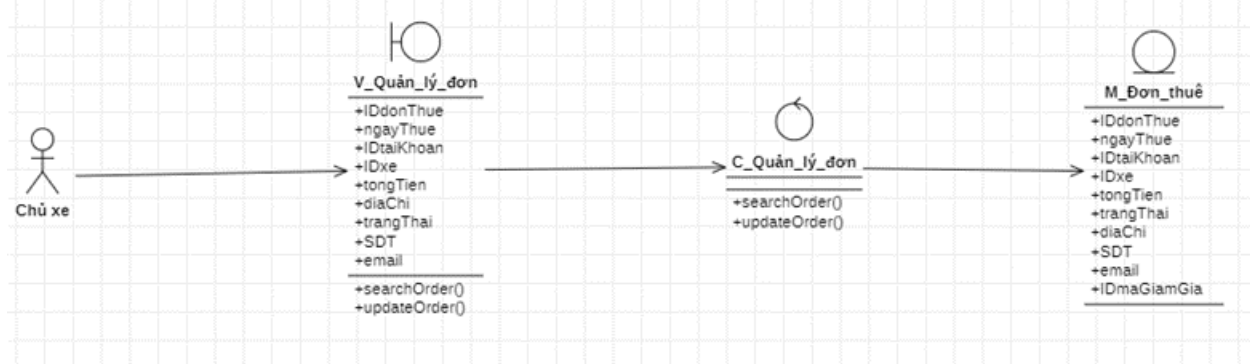 Chủ xe
V_Quản_lý_đơn
+IDdonThue
+ngayThue
+IDtaiKhoan
+IDxe
+tongTien
+diaChi
+trangThai
+SDT
+email
+searchOrder()
+updateOrder()
C_Quản_lý_đơn
+searchOrder()
+updateOrder()
M_Đơn_thuê
+IDdonThue
+ngayThue
+IDtaiKhoan
+IDxe
+tongTien
+trangThai
+diaChi
+SDT
+email
+IDmaGiamGia